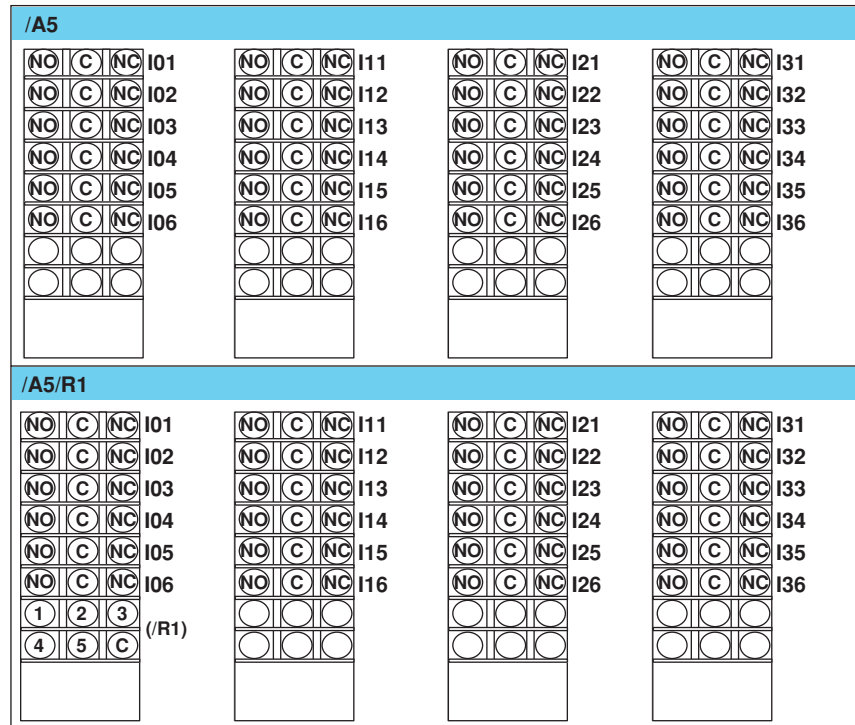 /A5
NO C NC I01 NO C NC I11 NO C NC I21 NO C NC I31
NO C NC I02 NO C NC I12 NO C NC I22 NO C NC I32
NO C NC I03 NO C NC I13 NO C NC I23 NO C NC I33
NO C NC I04 NO C NC I14 NO C NC I24 NO C NC I34
NO C NC I05 NO C NC I15 NO C NC I25 NO C NC I35
NO C NC I06 NO C NC I16 NO C NC I26 NO C NC I36
/A5/R1
NO C NC I01 NO C NC I11 NO C NC I21 NO C NC I31
NO C NC I02 NO C NC I12 NO C NC I22 NO C NC I32
NO C NC I03 NO C NC I13 NO C NC I23 NO C NC I33
NO C NC I04 NO C NC I14 NO C NC I24 NO C NC I34
NO C NC I05 NO C NC I15 NO C NC I25 NO C NC I35
NO C NC I06 NO C NC I16 NO C NC I26 NO C NC I36
1 2 3
(/R1)
4 5 C